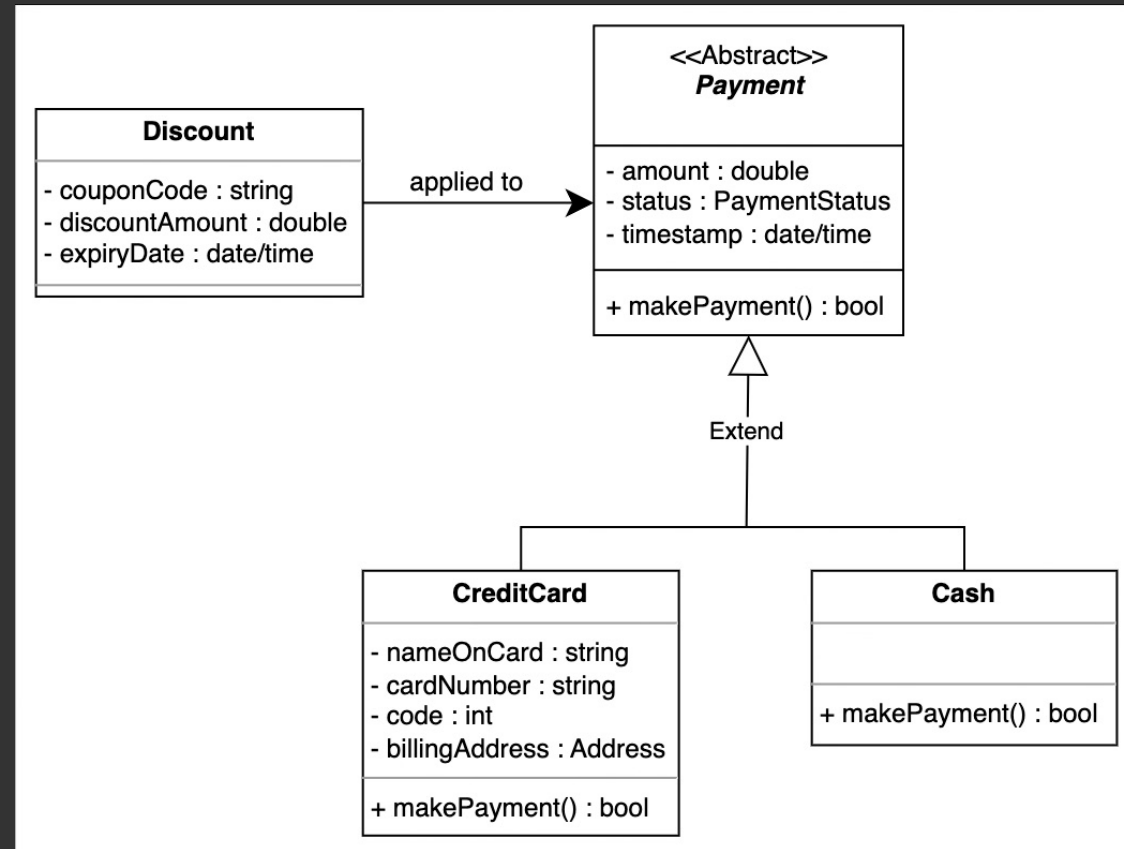 <<Abstract>>
Payment
- amount : double
- status : PaymentStatus
- timestamp : date/time
+ makePayment() : bool
Discount
- couponCode : string
- discountAmount : double
- expiryDate : date/time
applied to
Extend
CreditCard
- nameOnCard : string
- cardNumber : string
- code : int
- billingAddress : Address
+ makePayment() : bool
Cash
+ makePayment() : bool